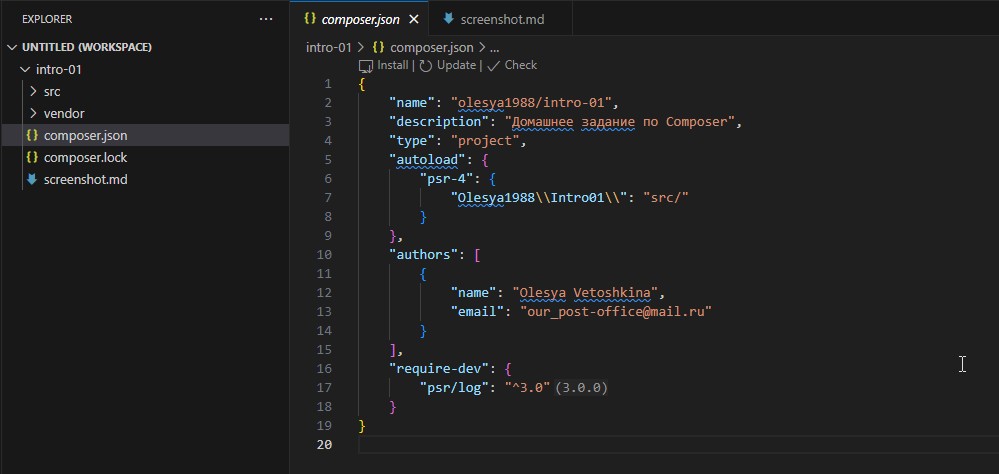 EXPLORER
UNTITLED (WORKSPACE)
intro-01
src
vendor
composer.json
composer.lock
screenshot.md
composer.json
screenshot.md
intro-01 > {} composer.json > ...
Install | Update | Check
1 {
2 "name": "olesya1988/intro-01",
3 "description": "Домашнее задание по Composer",
4 "type": "project",
5 "autoload": {
6 "psr-4": {
7 "Olesya1988\\Intro01\\": "src/"
8 }
9 },
10 "authors": [
11 {
12 "name": "Olesya Vetoshkina",
13 "email": "our_post-office@mail.ru"
14 }
15 ],
16 "require-dev": {
17 "psr/log": "^3.0" (3.0.0)
18 }
19 }
20